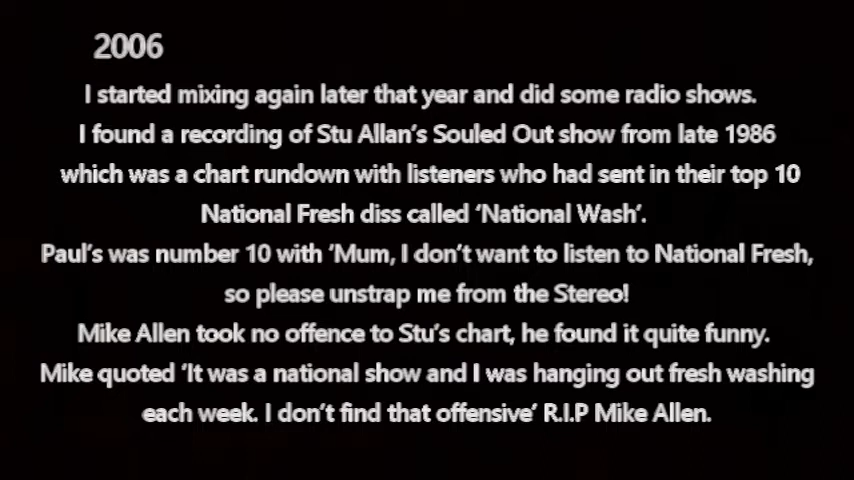 2006
I started mixing again later that year and did some radio shows.
I found a recording of Stu Allan's Souled Out show from late 1986
which was a chart rundown with listeners who had sent in their top 10
National Fresh diss called ‘National Wash’.
Paul's was number 10 with ‘Mum, I don't want to listen to National Fresh,
so please unstrap me from the Stereo!
Mike Allen took no offence to Stu's chart, he found it quite funny.
Mike quoted ‘It was a national show and I was hanging out fresh washing
each week. I don't find that offensive’ R.I.P Mike Allen.